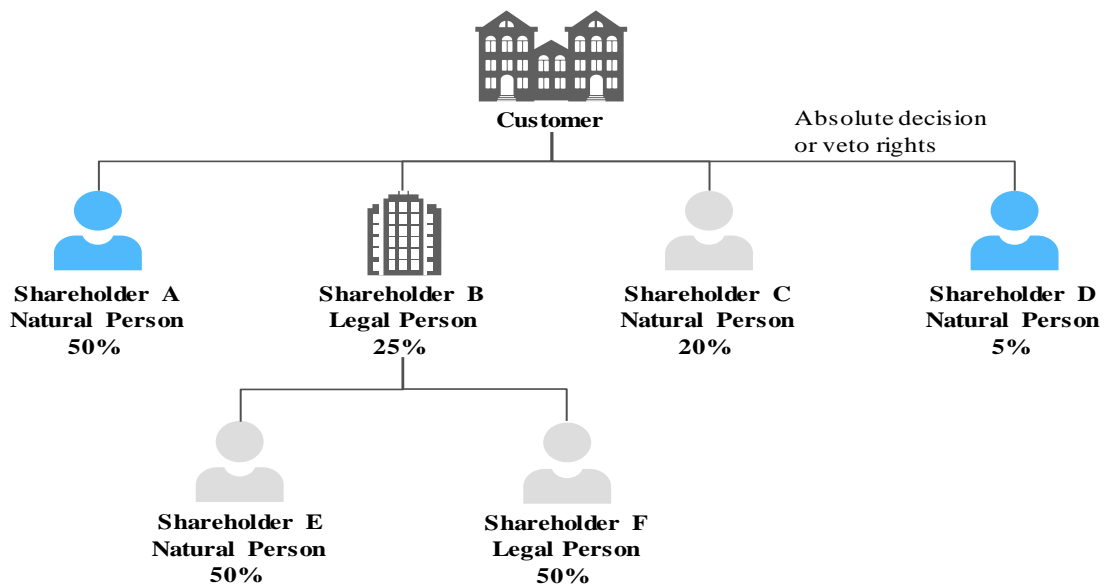 Customer
Absolute decision
or veto rights
Shareholder A
Natural Person
50%
Shareholder B
Legal Person
25%
Shareholder C
Natural Person
20%
Shareholder D
Natural Person
5%
Shareholder E
Natural Person
50%
Shareholder F
Legal Person
50%